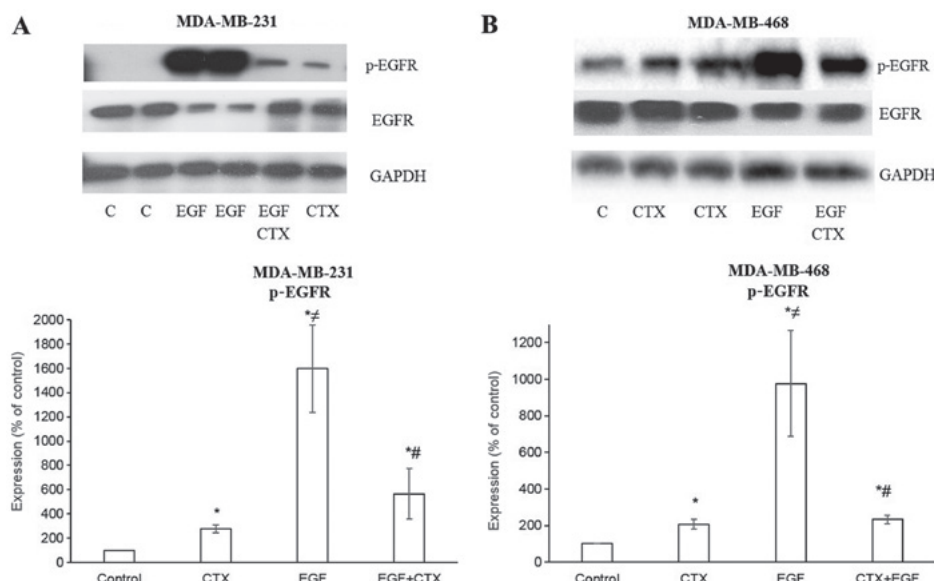 A
MDA-MB-231
p-EGFR
EGFR
GAPDH
C C EGF EGF EGF CTX
CTX
B
MDA-MB-468
p-EGFR
EGFR
GAPDH
C CTX CTX EGF EGF
CTX
MDA-MB-231
p-EGFR
Expression (% of control)
2000
1800
1600
1400
1200
1000
800
600
400
200
0
*
*≠
*#
Control CTX EGF EGF+CTX
MDA-MB-468
p-EGFR
Expression (% of control)
1200
1000
800
600
400
200
0
*
*≠
*#
Control CTX EGF CTX+EGF